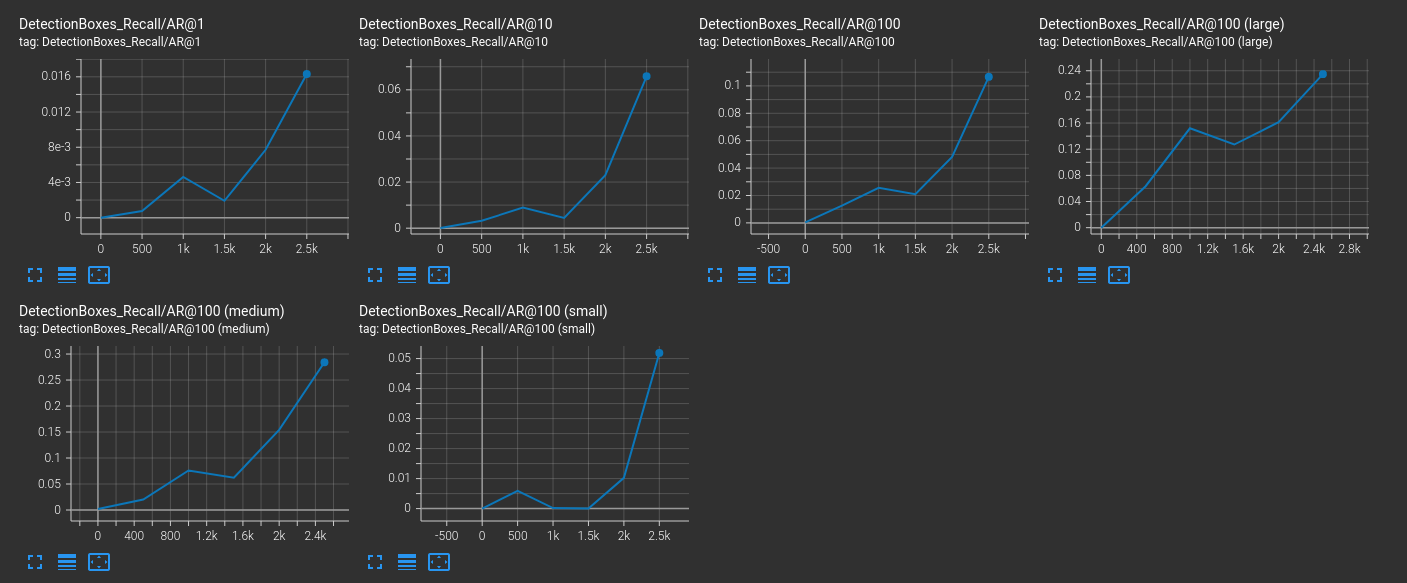 DetectionBoxes_Recall/AR@1
tag: DetectionBoxes_Recall/AR@1
0.016
0.012
8e-3
4e-3
0
0 500 1k 1.5k 2k 2.5k
DetectionBoxes_Recall/AR@10
tag: DetectionBoxes_Recall/AR@10
0.06
0.04
0.02
0
0 500 1k 1.5k 2k 2.5k
DetectionBoxes_Recall/AR@100
tag: DetectionBoxes_Recall/AR@100
0.1
0.08
0.06
0.04
0.02
0
-500 0 500 1k 1.5k 2k 2.5k
DetectionBoxes_Recall/AR@100 (large)
tag: DetectionBoxes_Recall/AR@100 (large)
0.24
0.2
0.16
0.12
0.08
0.04
0
0 400 800 1.2k 1.6k 2k 2.4k 2.8k
DetectionBoxes_Recall/AR@100 (medium)
tag: DetectionBoxes_Recall/AR@100 (medium)
0.3
0.25
0.2
0.15
0.1
0.05
0
0 400 800 1.2k 1.6k 2k 2.4k
DetectionBoxes_Recall/AR@100 (small)
tag: DetectionBoxes_Recall/AR@100 (small)
0.05
0.04
0.03
0.02
0.01
0
-500 0 500 1k 1.5k 2k 2.5k